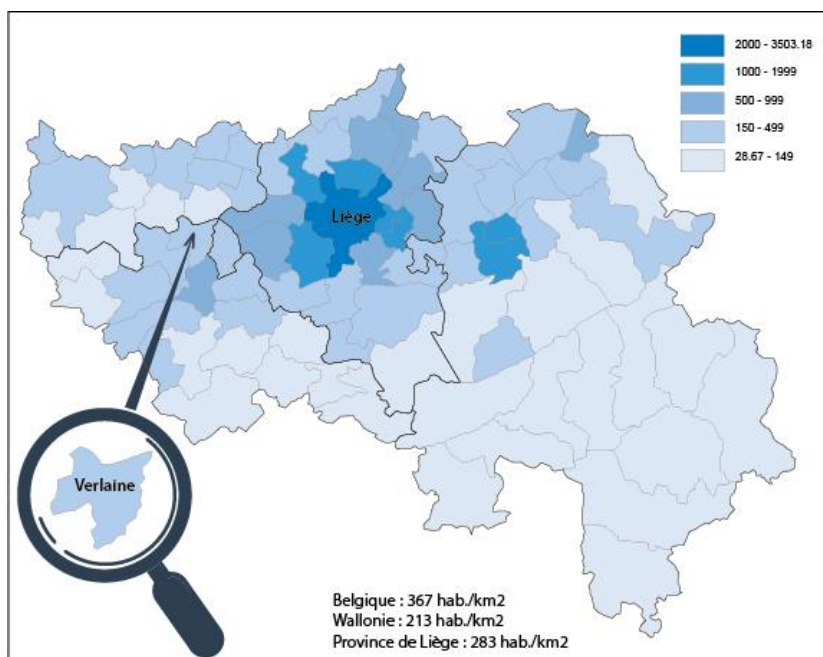 2000 - 3503.18
1000 - 1999
500 - 999
150 - 499
28.67 - 149
Liège
Verlaine
Belgique : 367 hab./km2
Wallonie : 213 hab./km2
Province de Liège : 283 hab./km2